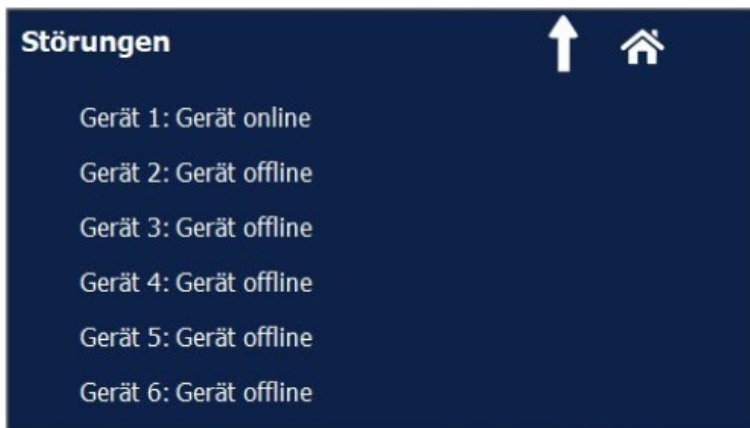 Störungen
Gerät 1: Gerät online
Gerät 2: Gerät offline
Gerät 3: Gerät offline
Gerät 4: Gerät offline
Gerät 5: Gerät offline
Gerät 6: Gerät offline